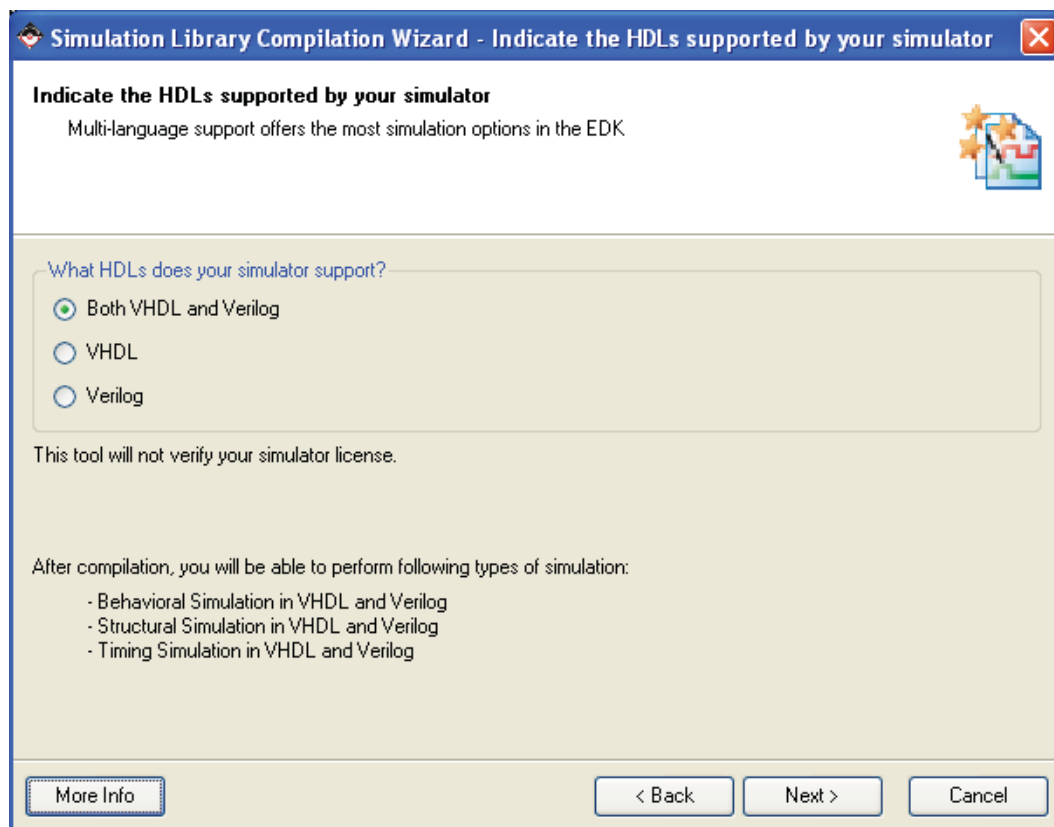 Simulation Library Compilation Wizard - Indicate the HDLs supported by your simulator
Indicate the HDLs supported by your simulator
Multi-language support offers the most simulation options in the EDK
What HDLs does your simulator support?
Both VHDL and Verilog
VHDL
Verilog
This tool will not verify your simulator license.
After compilation, you will be able to perform following types of simulation:
- Behavioral Simulation in VHDL and Verilog
- Structural Simulation in VHDL and Verilog
- Timing Simulation in VHDL and Verilog
More Info
< Back
Next >
Cancel